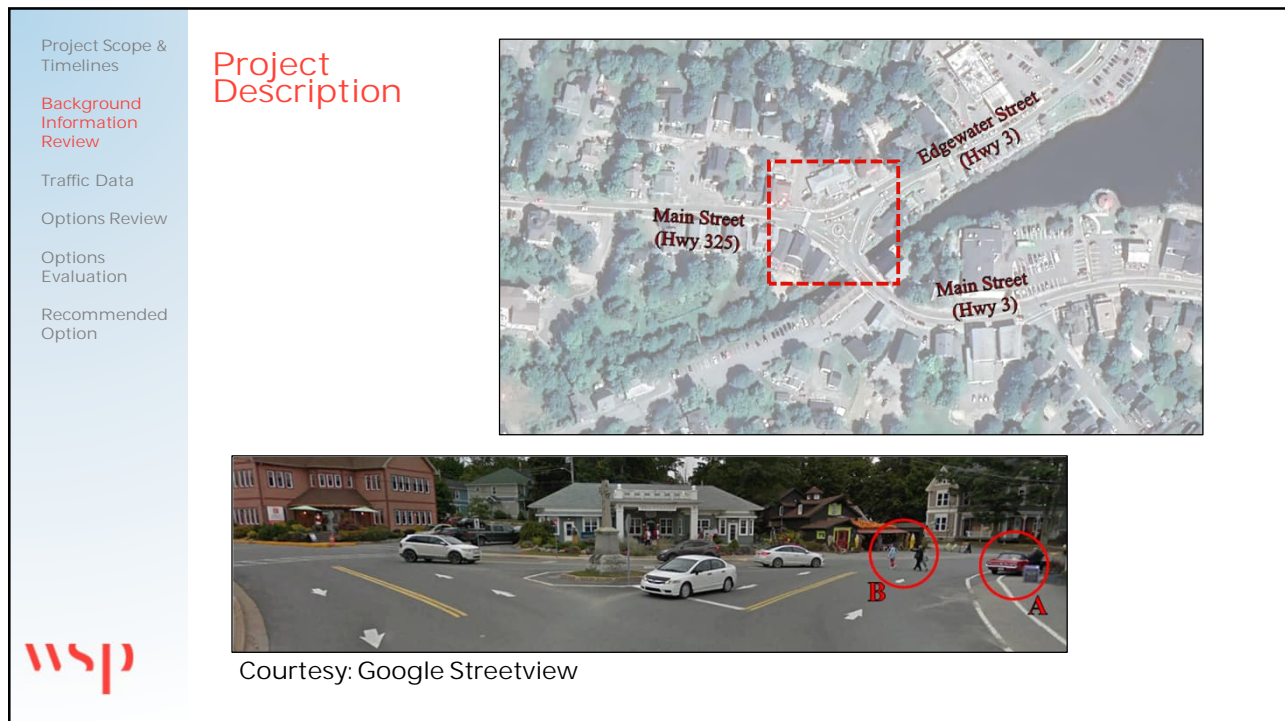 Project Scope &
Timelines
Background
Information
Review
Traffic Data
Options Review
Options
Evaluation
Recommended
Option
Project
Description
Edgewater Street
(Hwy 3)
Main Street
(Hwy 325)
Main Street
(Hwy 3)
B
A
wsp
Courtesy: Google Streetview